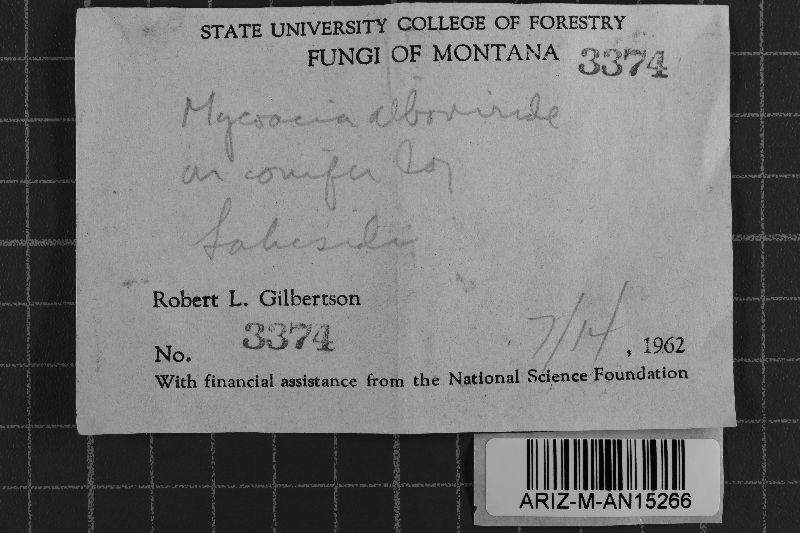 STATE UNIVERSITY COLLEGE OF FORESTRY
FUNGI OF MONTANA 3374
Mycoacia alboviride
on conifer log
Lakeside
Robert L. Gilbertson
No. 3374
7/14, 1962
With financial assistance from the National Science Foundation
ARIZ-M-AN15266